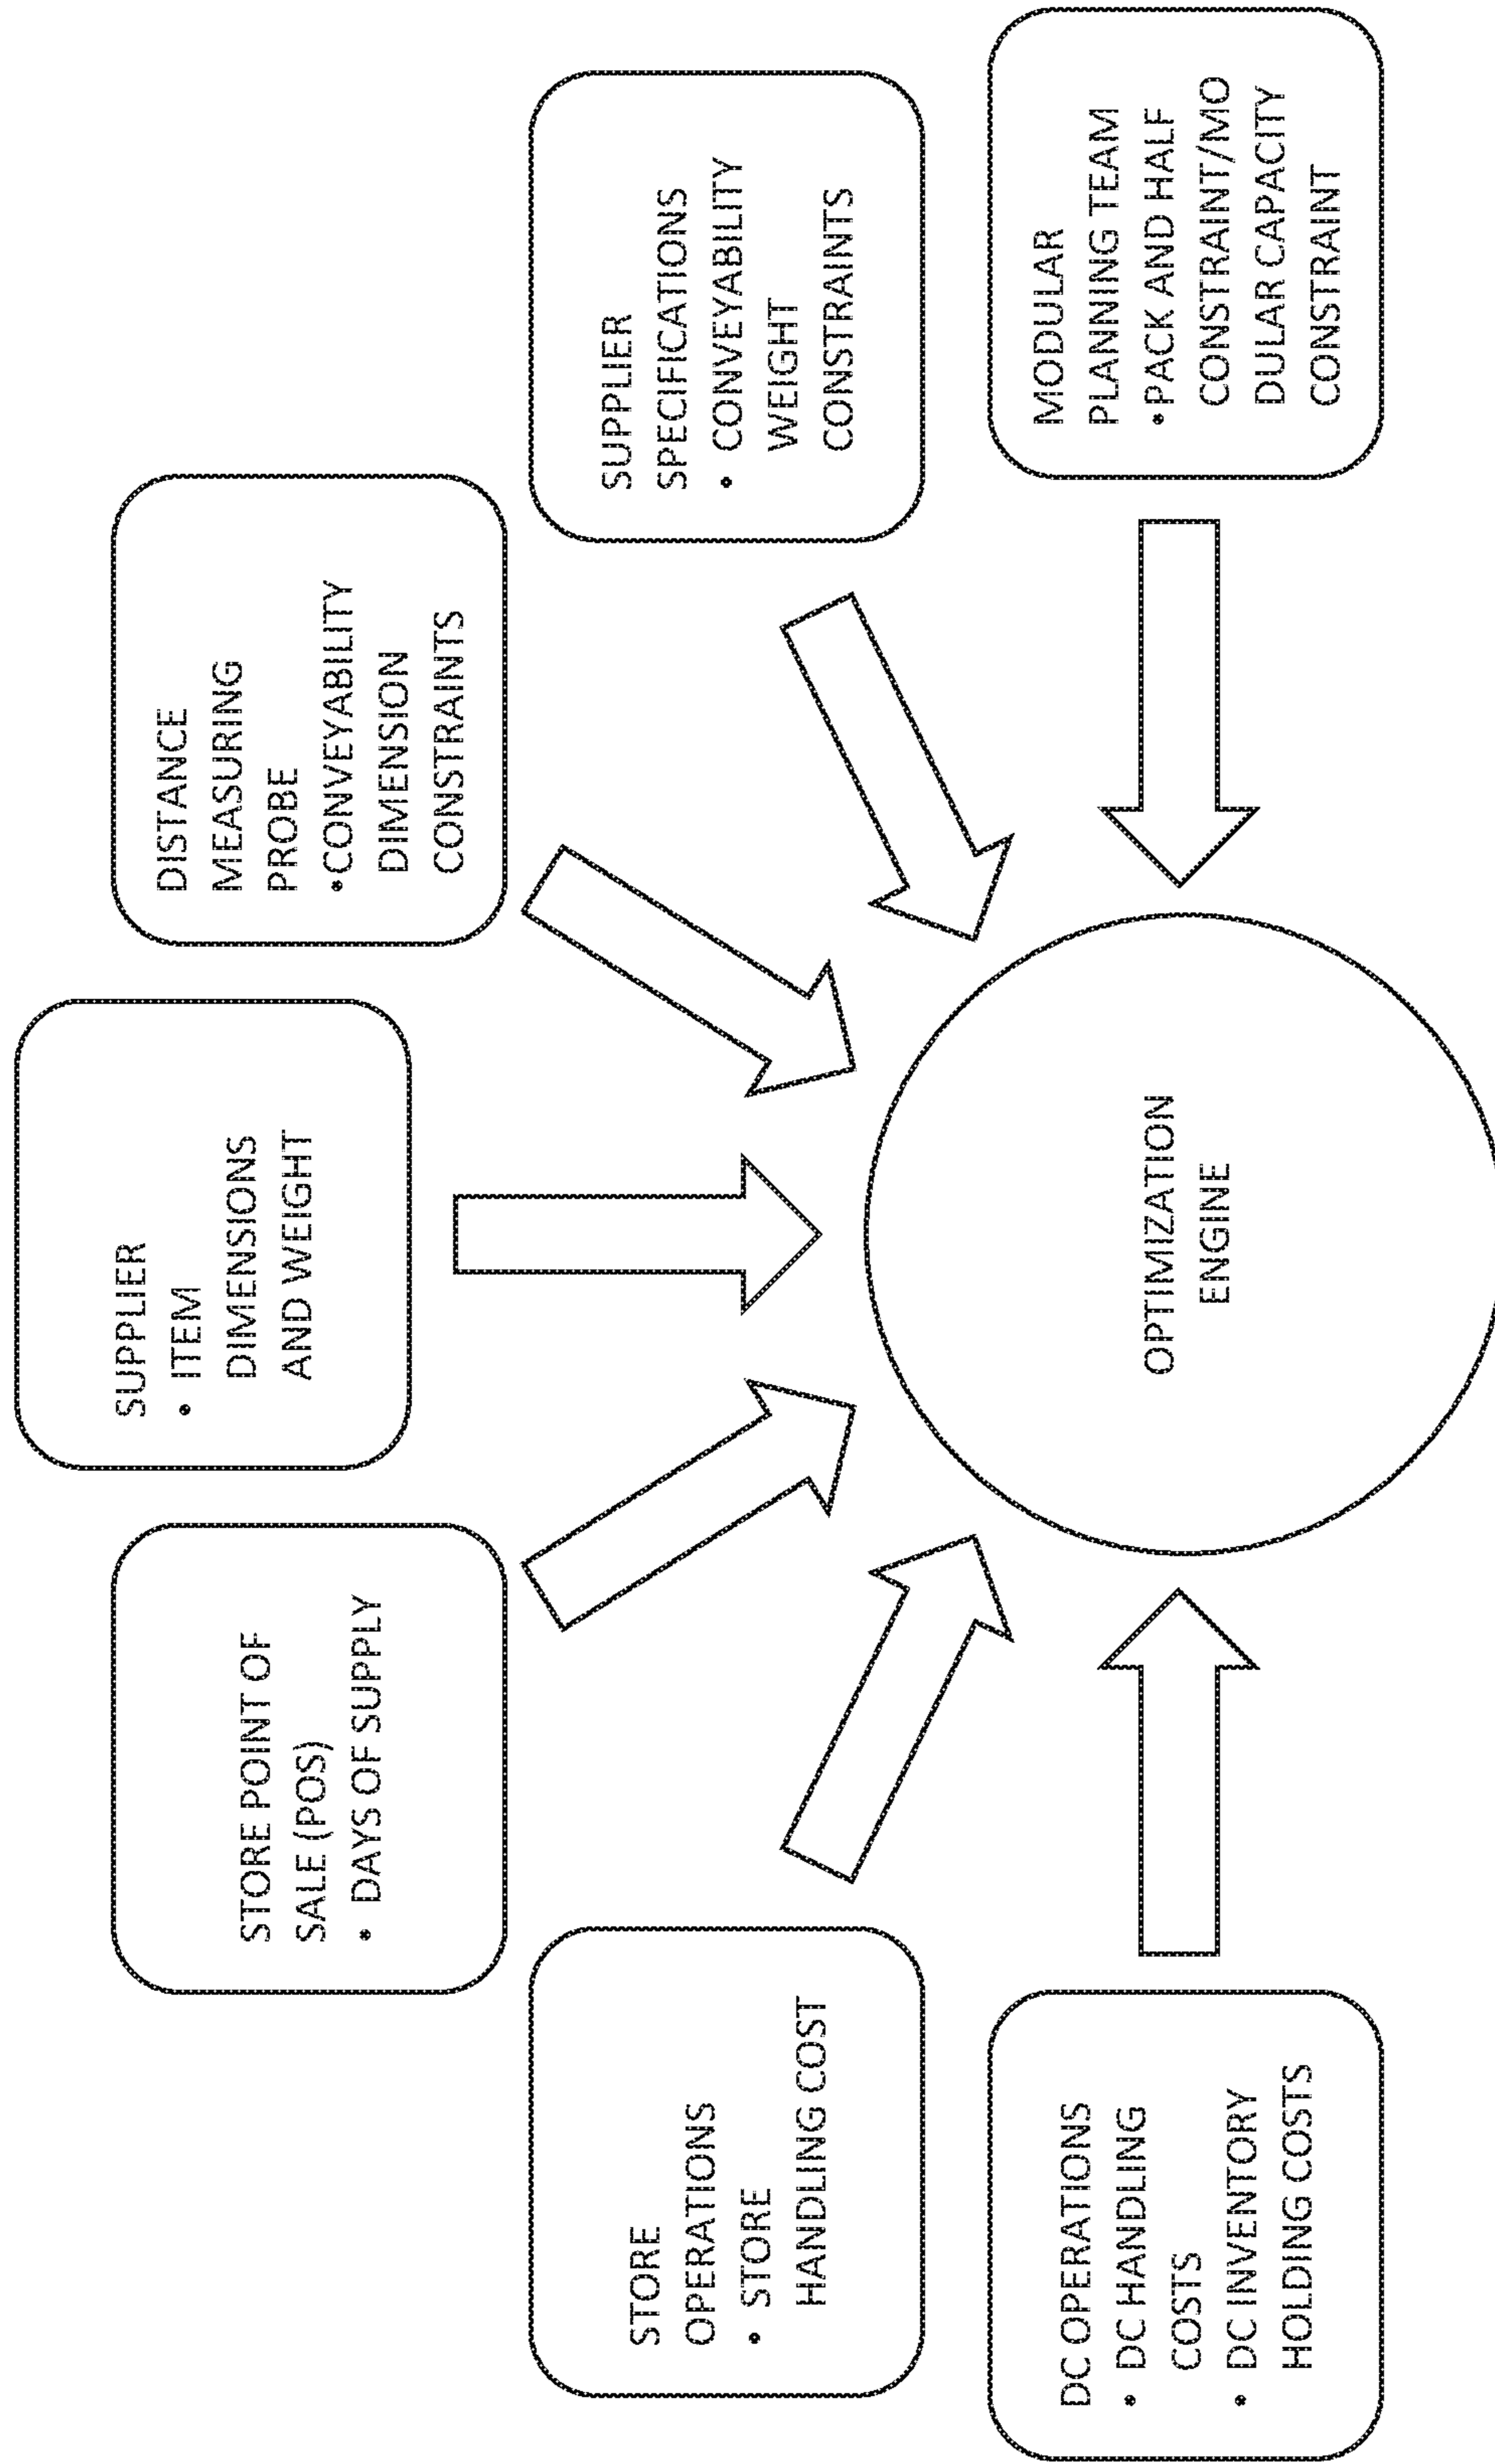 DC OPERATIONS
• DC HANDLING
COSTS
• DC INVENTORY
HOLDING COSTS
STORE
OPERATIONS
• STORE
HANDLING COST
STORE POINT OF
SALE (POS)
• DAYS OF SUPPLY
SUPPLIER
• ITEM
DIMENSIONS
AND WEIGHT
DISTANCE
MEASURING
PROBE
•CONVEYABILITY
DIMENSION
CONSTRAINTS
SUPPLIER
SPECIFICATIONS
• CONVEYABILITY
WEIGHT
CONSTRAINTS
MODULAR
PLANNING TEAM
•PACK AND HALF
CONSTRAINT/MO
DULAR CAPACITY
CONSTRAINT
OPTIMIZATION
ENGINE